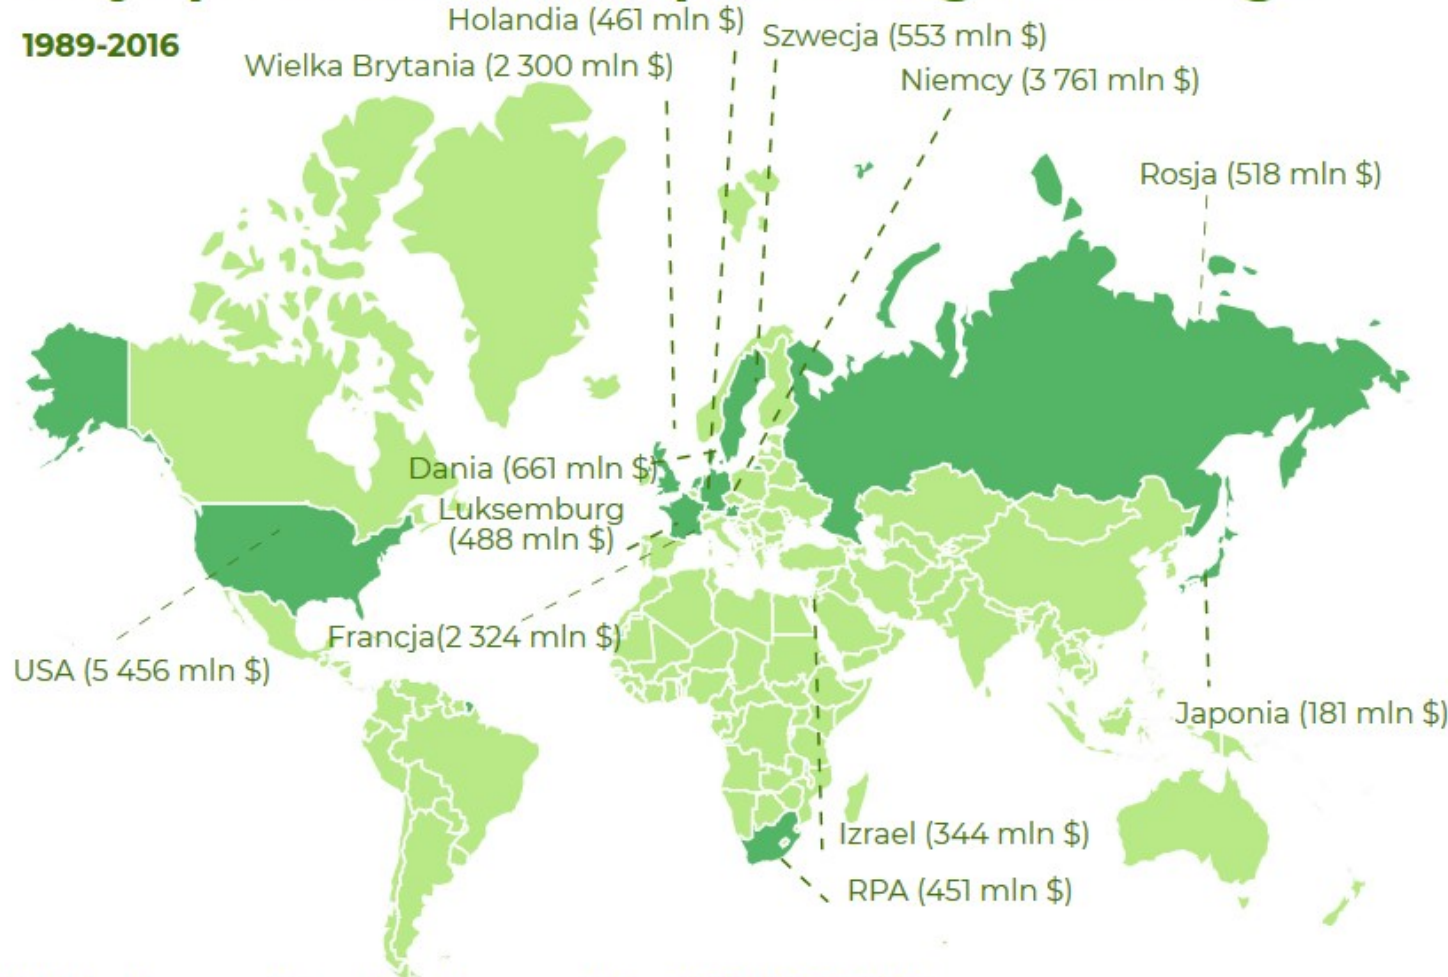 1989-2016
Holandia (461 mln $)
Szwecja (553 mln $)
Wielka Brytania (2 300 mln $)
Niemcy (3 761 mln $)
Rosja (518 mln $)
Dania (661 mln $)
Luksemburg
(488 mln $)
Francja(2 324 mln $)
USA (5 456 mln $)
Japonia (181 mln $)
Izrael (344 mln $)
RPA (451 mln $)